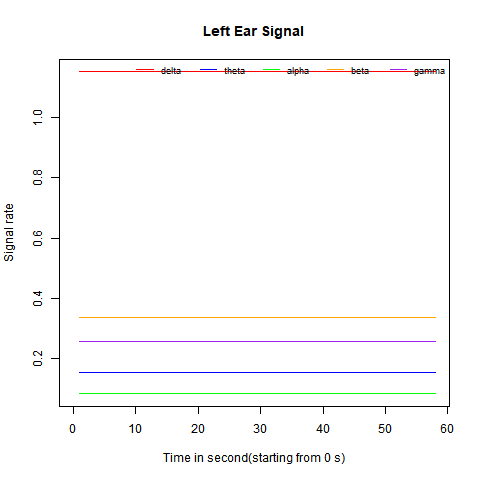 Left Ear Signal
delta theta alpha beta gamma
1.0
0.8
0.6
0.4
0.2
Signal rate
0 10 20 30 40 50 60
Time in second(starting from 0 s)